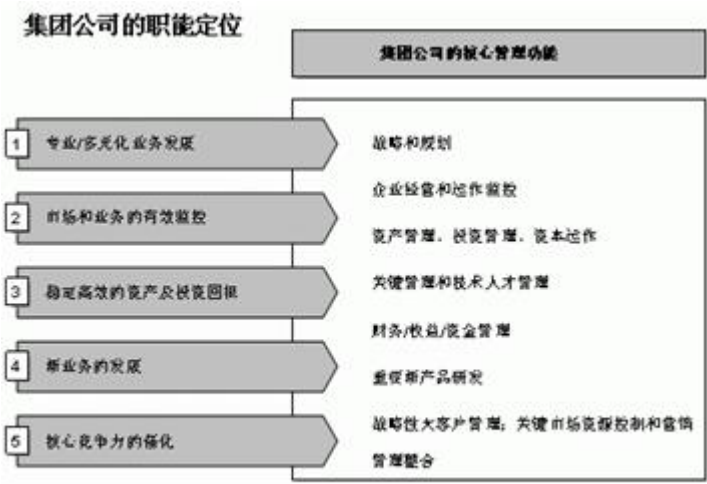 集团公司的职能定位
集团公司的核心管理功能
1 专业/多元化业务发展
2 市场和业务的有效监控
3 稳定高效的资产及投资回报
4 新业务的发展
5 核心竞争力的强化
战略和规划
企业经营和运作监控
资产管理、投资管理、资本运作
关键管理和技术人才管理
财务/收益/资金管理
重要新产品研发
战略性大客户管理；关键市场资源控制和营销
管理整合